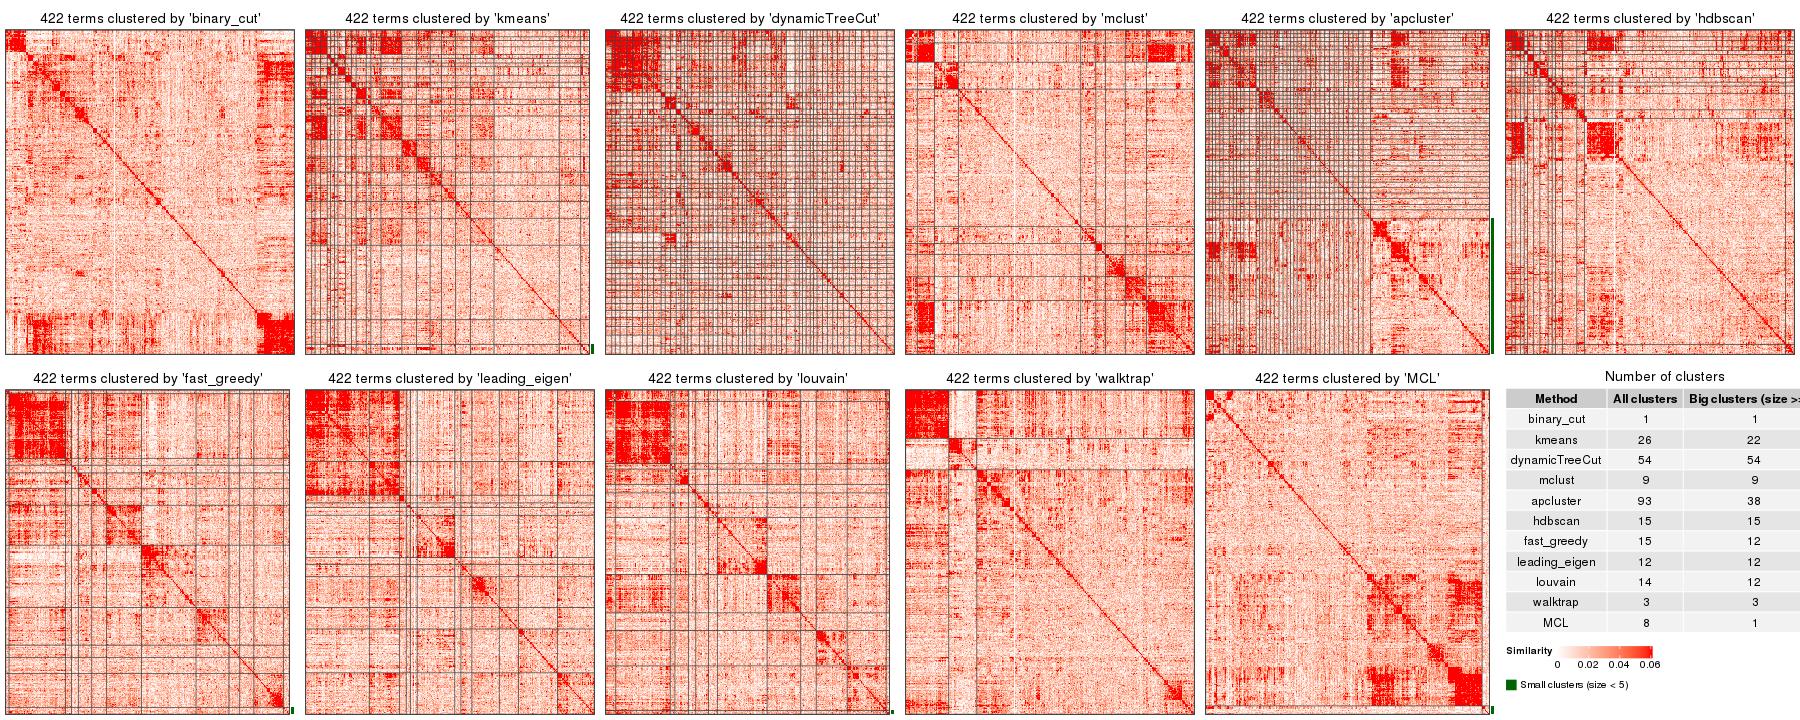 422 terms clustered by 'binary_cut'
422 terms clustered by 'kmeans'
422 terms clustered by 'dynamicTreeCut'
422 terms clustered by 'mclust'
422 terms clustered by 'apcluster'
422 terms clustered by 'hdbscan'
422 terms clustered by 'fast_greedy'
422 terms clustered by 'leading_eigen'
422 terms clustered by 'louvain'
422 terms clustered by 'walktrap'
422 terms clustered by 'MCL'
Number of clusters
Method All clusters Big clusters (size >=
binary_cut 1 1
kmeans 26 22
dynamicTreeCut 54 54
mclust 9 9
apcluster 93 38
hdbscan 15 15
fast_greedy 15 12
leading_eigen 12 12
louvain 14 12
walktrap 3 3
MCL 8 1
Similarity
0 0.02 0.04 0.06
Small clusters (size < 5)